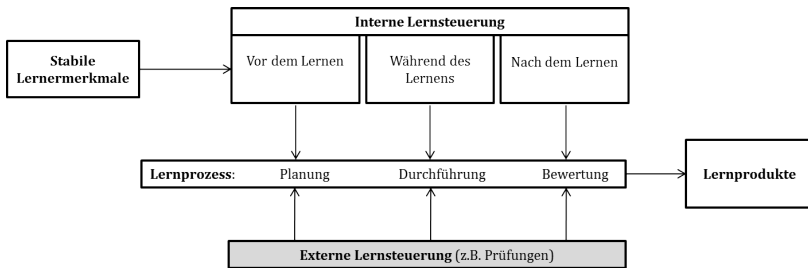 Interne Lernsteuerung
Stabile
Lernermerkmale
Vor dem Lernen
Während des
Lernens
Nach dem Lernen
Lernprozess: Planung Durchführung Bewertung
Lernprodukte
Externe Lernsteuerung (z.B. Prüfungen)